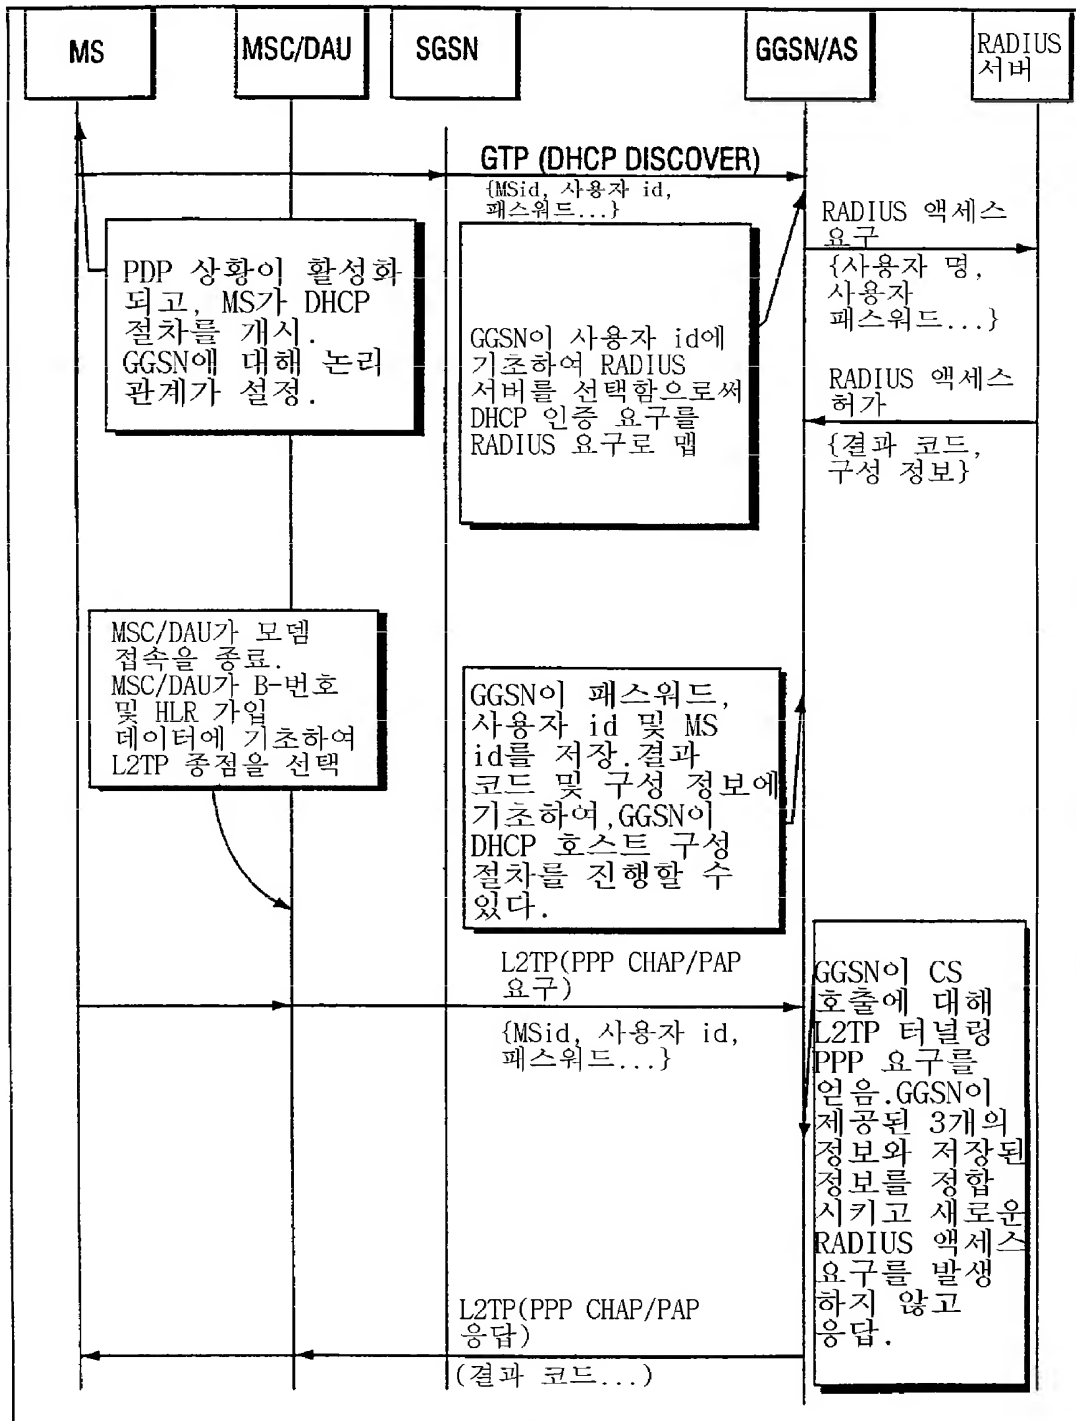 MS
MSC/DAU
SGSN
GGSN/AS
RADIUS
서버
GTP (DHCP DISCOVER)
{MSid, 사용자 id,
패스워드...}
RADIUS 액세스
요구
{사용자 명,
사용자
패스워드...}
PDP 상황이 활성화
되고, MS가 DHCP
절차를 개시.
GGSN에 대해 논리
관계가 설정.
GGSN이 사용자 id에
기초하여 RADIUS
서버를 선택함으로써
DHCP 인증 요구를
RADIUS 요구로 맵
RADIUS 액세스
허가
{결과 코드,
구성 정보}
MSC/DAU가 모뎀
접속을 종료.
MSC/DAU가 B-번호
및 HLR 가입
데이터에 기초하여
L2TP 종점을 선택
GGSN이 패스워드,
사용자 id 및 MS
id를 저장.결과
코드 및 구성 정보에
기초하여,GGSN이
DHCP 호스트 구성
절차를 진행할 수
있다.
L2TP(PPP CHAP/PAP
요구)
{MSid, 사용자 id,
패스워드...}
GGSN이 CS
호출에 대해
L2TP 터널링
PPP 요구를
얻음.GGSN이
제공된 3개의
정보와 저장된
정보를 정합
시키고 새로운
RADIUS 액세스
요구를 발생
하지 않고
응답.
L2TP(PPP CHAP/PAP
응답)
(결과 코드...)